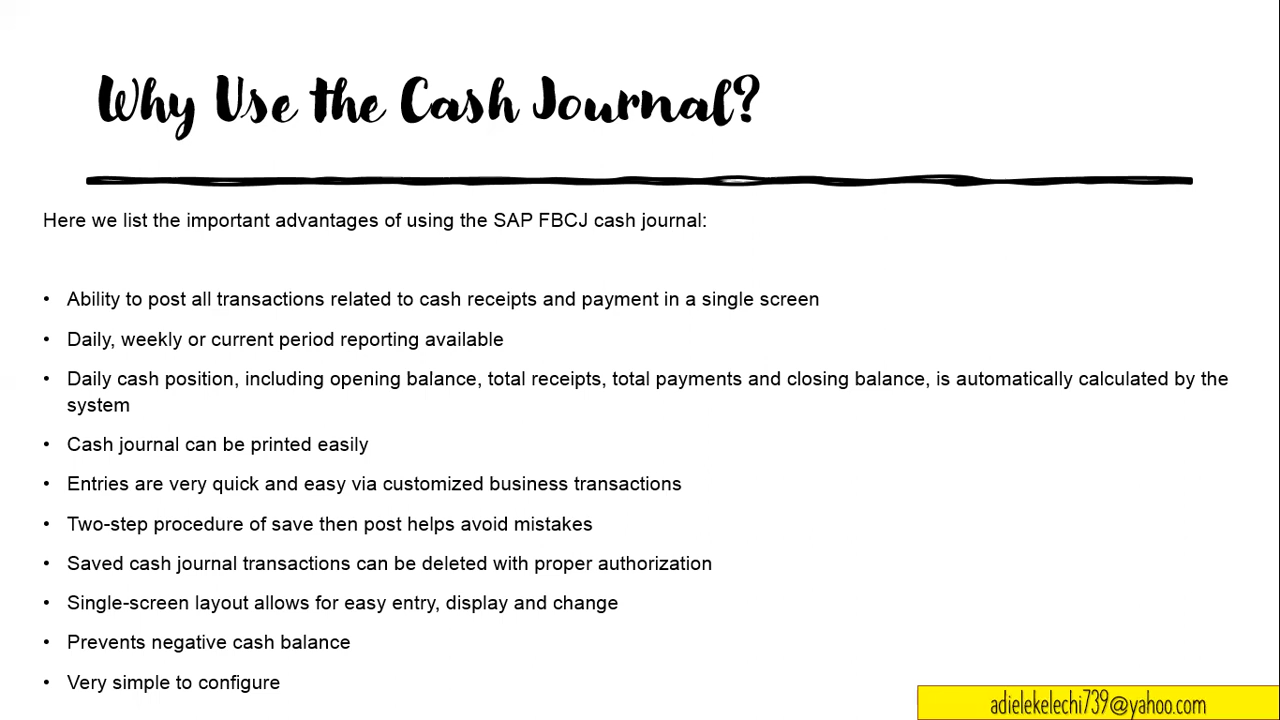 Why Use the Cash Journal?
Here we list the important advantages of using the SAP FBCJ cash journal:
• Ability to post all transactions related to cash receipts and payment in a single screen
• Daily, weekly or current period reporting available
• Daily cash position, including opening balance, total receipts, total payments and closing balance, is automatically calculated by the
system
• Cash journal can be printed easily
• Entries are very quick and easy via customized business transactions
• Two-step procedure of save then post helps avoid mistakes
• Saved cash journal transactions can be deleted with proper authorization
• Single-screen layout allows for easy entry, display and change
• Prevents negative cash balance
• Very simple to configure
adielekelechi739@yahoo.com